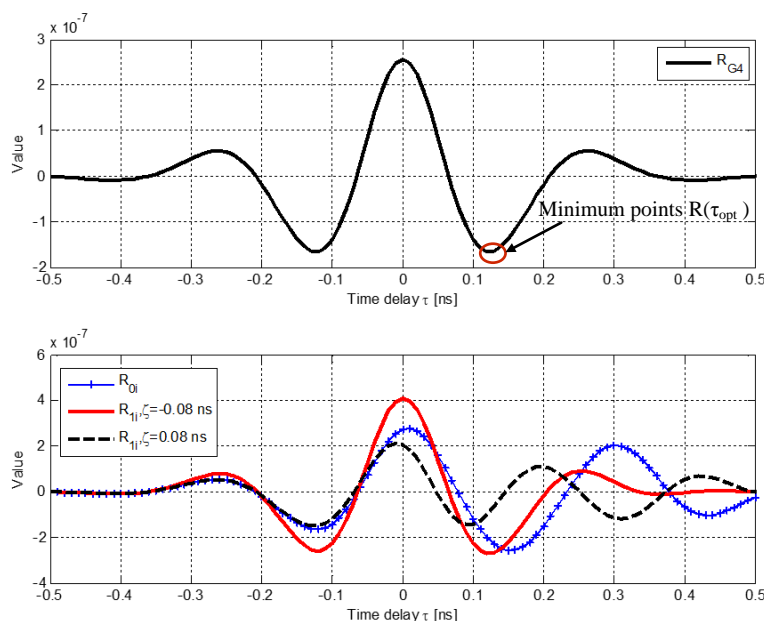 x 10⁻⁷
3
2
1
0
-1
-2
Value
R_G4
Minimum points R(τ_opt )
-0.5 -0.4 -0.3 -0.2 -0.1 0 0.1 0.2 0.3 0.4 0.5
Time delay τ [ns]
x 10⁻⁷
6
4
2
0
-2
-4
Value
R_0i
R_1i,ζ=-0.08 ns
R_1i,ζ=0.08 ns
-0.5 -0.4 -0.3 -0.2 -0.1 0 0.1 0.2 0.3 0.4 0.5
Time delay τ [ns]